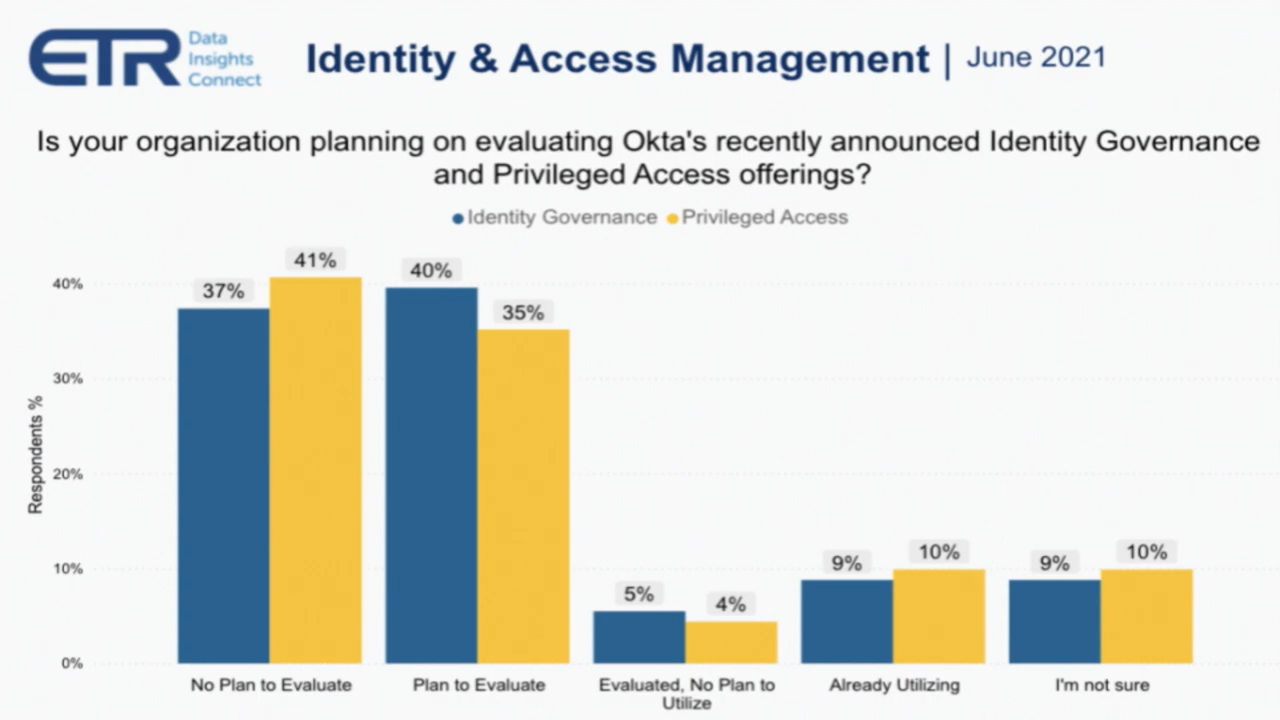 ETR Data
Insights
Connect
Identity & Access Management | June 2021
Is your organization planning on evaluating Okta's recently announced Identity Governance
and Privileged Access offerings?
Identity Governance Privileged Access
41%
40%
37%
35%
40%
30%
20%
10%
0%
Respondents %
5%
4%
9%
10%
9%
10%
No Plan to Evaluate
Plan to Evaluate
Evaluated, No Plan to
Utilize
Already Utilizing
I'm not sure